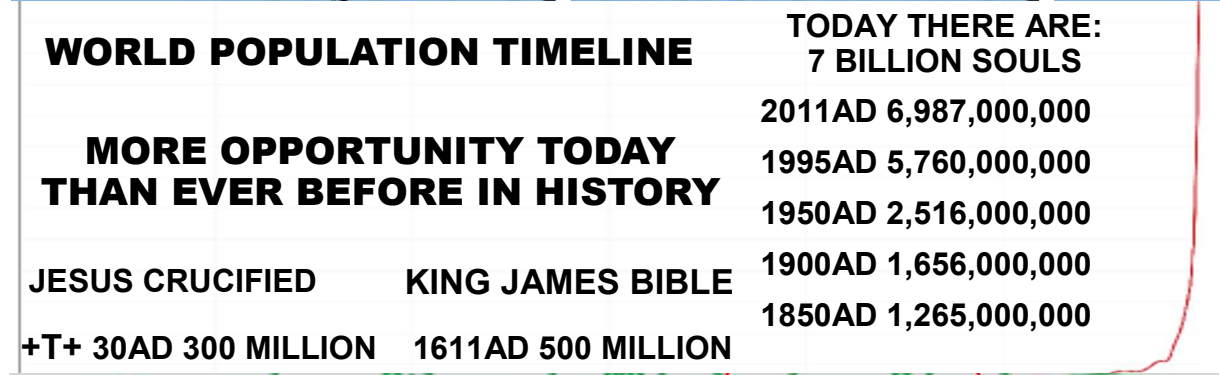 WORLD POPULATION TIMELINE
MORE OPPORTUNITY TODAY
THAN EVER BEFORE IN HISTORY
JESUS CRUCIFIED
+T+ 30AD 300 MILLION
KING JAMES BIBLE
1611AD 500 MILLION
TODAY THERE ARE:
7 BILLION SOULS
2011AD 6,987,000,000
1995AD 5,760,000,000
1950AD 2,516,000,000
1900AD 1,656,000,000
1850AD 1,265,000,000